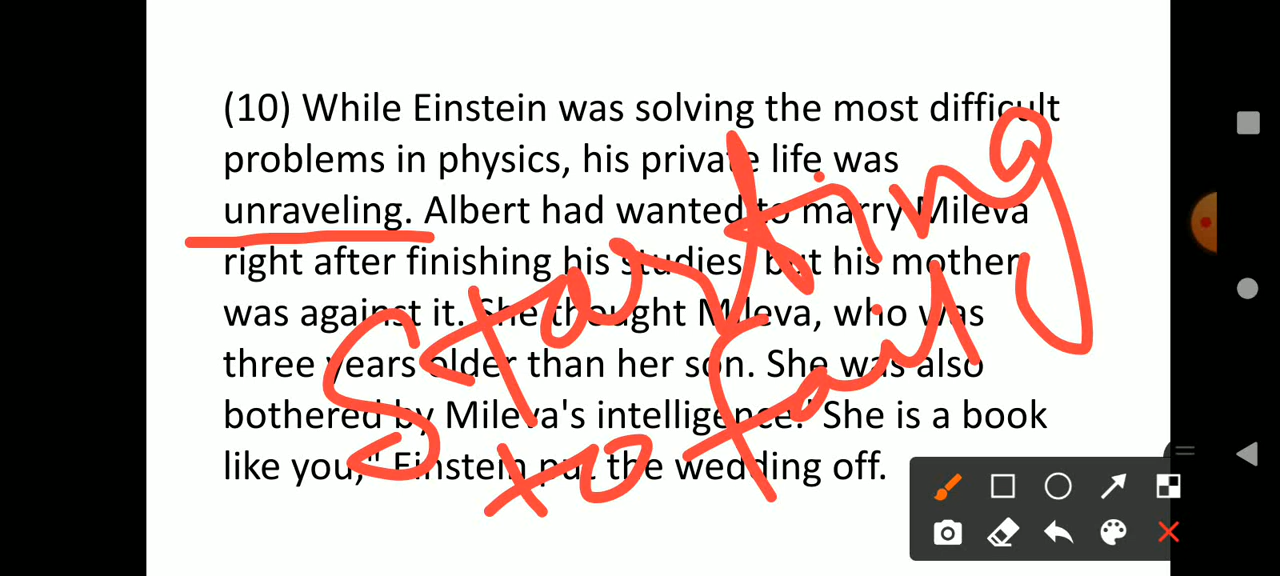 (10) While Einstein was solving the most difficult
problems in physics, his private life was
unraveling. Albert had wanted to marry Mileva
right after finishing his studies, but his mother
was against it. She thought Mileva, who was
three years older than her son. She was also
bothered by Mileva's intelligence." She is a book
like you," Einstein put the wedding off.
Starting
to fail